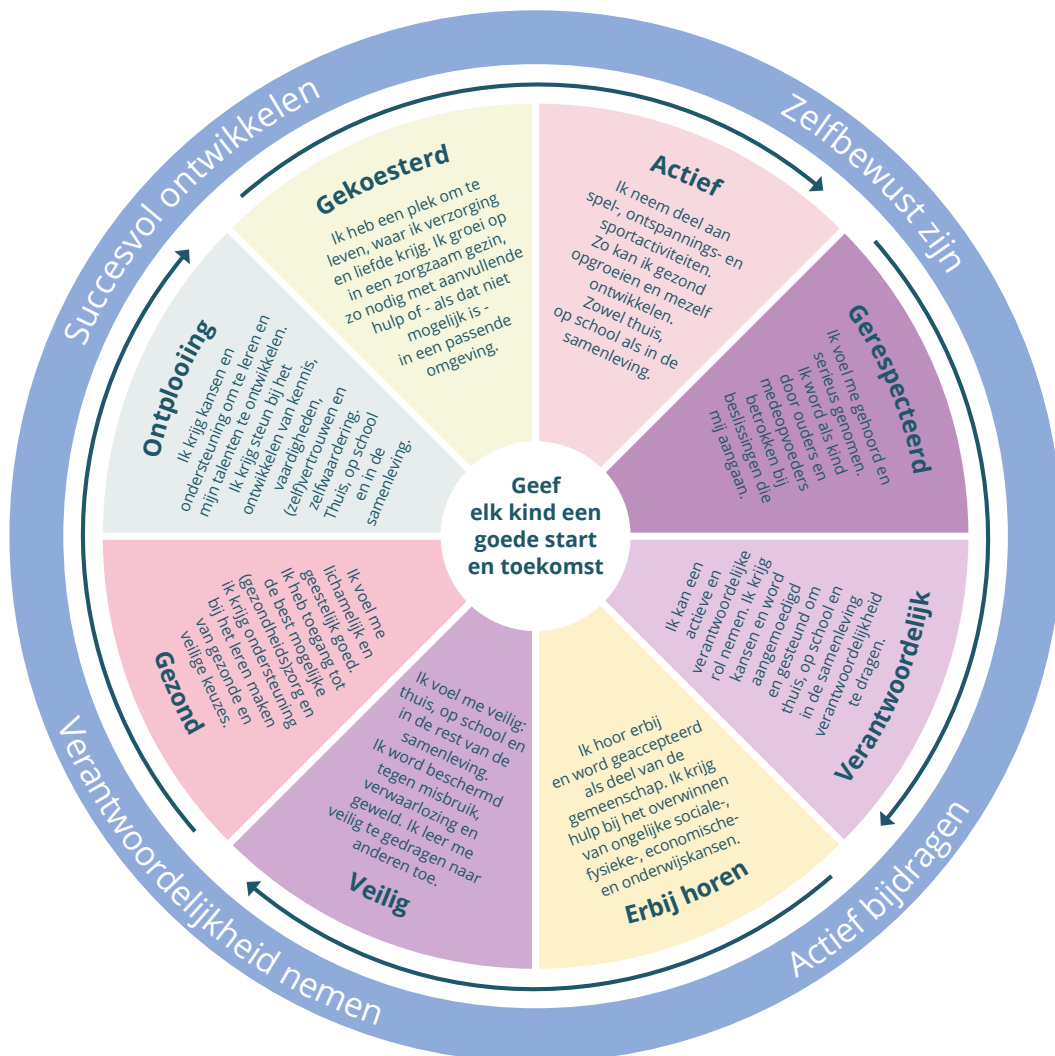 Succesvol ontwikkelen
Zelfbewust zijn
Actief bijdragen
Verantwoordelijkheid nemen
Geef
elk kind een
goede start
en toekomst
Gekoesterd
Ik heb een plek om te
leven, waar ik verzorging
en liefde krijg. Ik groei op
in een zorgzaam gezin,
zo nodig met aanvullende
hulp of - als dat niet
mogelijk is -
in een passende
omgeving.
Actief
Ik neem deel aan
spel-, ontspannings- en
sportactiviteiten.
Zo kan ik gezond
opgroeien en mezelf
ontwikkelen.
Zowel thuis,
op school als in de
samenleving.
Gerespecteerd
Ik voel me gehoord en
serieus genomen.
Ik word als kind
door ouders en
medeopvoeders
betrokken bij
beslissingen die
mij aangaan.
Verantwoordelijk
Ik kan een
actieve en
verantwoordelijke
rol nemen. Ik krijg
kansen en word
aangemoedigd
en gesteund om
thuis, op school en
in de samenleving
verantwoordelijkheid
te dragen.
Ik hoor erbij
en word geaccepteerd
als deel van de
gemeenschap. Ik krijg
hulp bij het overwinnen
van ongelijke sociale-,
fysieke-, economische-
en onderwijskansen.
Erbij horen
Ik voel me veilig:
thuis, op school en
in de rest van de
samenleving.
Ik word beschermd
tegen misbruik,
verwaarlozing en
geweld. Ik leer me
veilig te gedragen naar
anderen toe.
Veilig
Ik voel me
lichamelijk en
geestelijk goed.
Ik heb toegang tot
de best mogelijke
(gezondheids)zorg en
ik krijg ondersteuning
bij het leren maken
van gezonde en
veilige keuzes.
Gezond
Ontplooiing
Ik krijg kansen en
ondersteuning om te leren en
mijn talenten te ontwikkelen.
Ik krijg steun bij het
ontwikkelen van kennis,
vaardigheden,
(zelf)vertrouwen en
zelfwaardering.
Thuis, op school
en in de
samenleving.